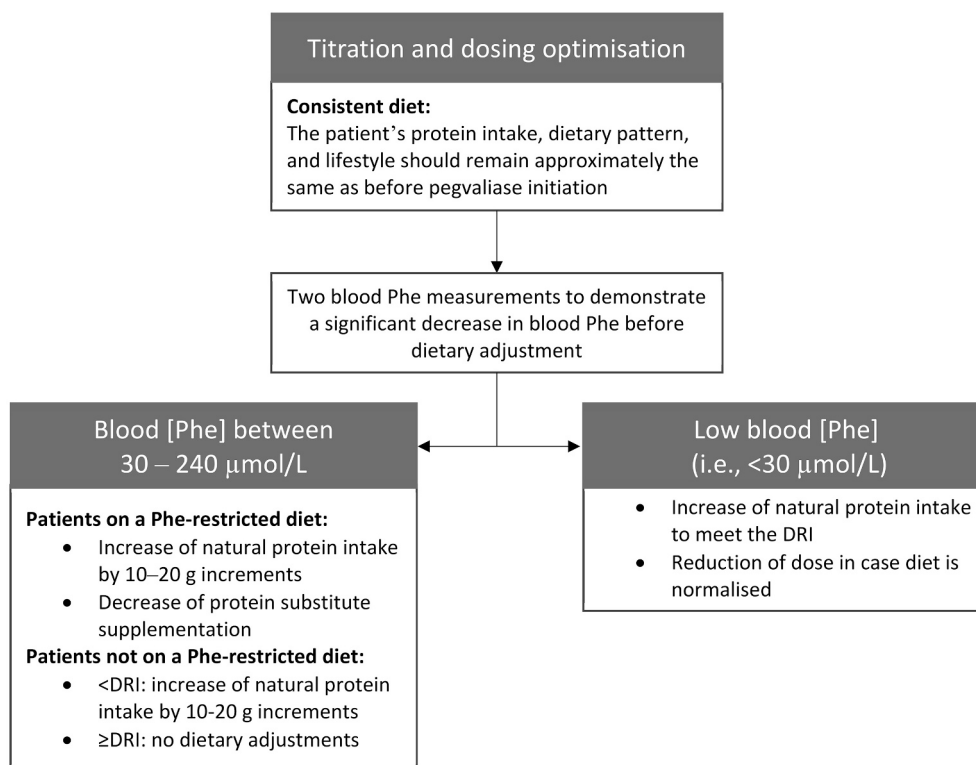 Titration and dosing optimisation
Consistent diet:
The patient's protein intake, dietary pattern,
and lifestyle should remain approximately the
same as before pegvaliase initiation
Two blood Phe measurements to demonstrate
a significant decrease in blood Phe before
dietary adjustment
Blood [Phe] between
30 – 240 μmol/L
Patients on a Phe-restricted diet:
• Increase of natural protein intake
by 10–20 g increments
• Decrease of protein substitute
supplementation
Patients not on a Phe-restricted diet:
• <DRI: increase of natural protein
intake by 10-20 g increments
• ≥DRI: no dietary adjustments
Low blood [Phe]
(i.e., <30 μmol/L)
• Increase of natural protein intake
to meet the DRI
• Reduction of dose in case diet is
normalised